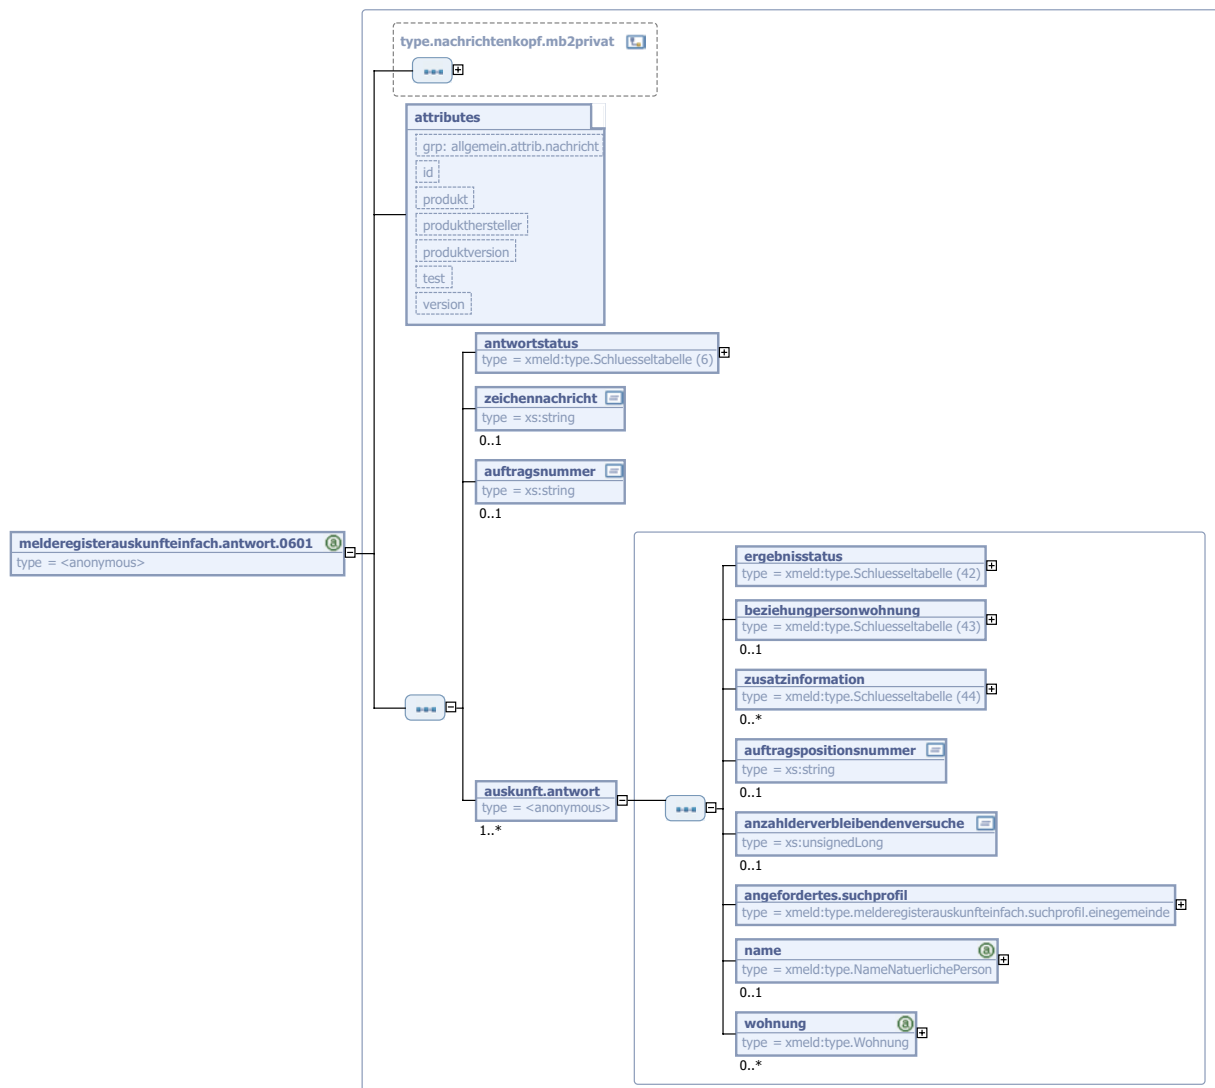 type.nachrichtenkopf.mb2privat
attributes
grp: allgemein.attrib.nachricht
id
produkt
produkthersteller
produktversion
test
version
antwortstatus
type = xmeld:type.Schluesseltabelle (6)
zeichennachricht
type = xs:string
0..1
auftragsnummer
type = xs:string
0..1
melderegisterauskunfteinfach.antwort.0601 a
type = <anonymous>
ergebnisstatus
type = xmeld:type.Schluesseltabelle (42)
beziehungpersonwohnung
type = xmeld:type.Schluesseltabelle (43)
0..1
zusatzinformation
type = xmeld:type.Schluesseltabelle (44)
0..*
auftragspositionsnummer
type = xs:string
0..1
auskunft.antwort
type = <anonymous>
1..*
anzahlderverbleibendenversuche
type = xs:unsignedLong
0..1
angefordertes.suchprofil
type = xmeld:type.melderegisterauskunfteinfach.suchprofil.einegemeinde
name a
type = xmeld:type.NameNatuerlichePerson
0..1
wohnung a
type = xmeld:type.Wohnung
0..*